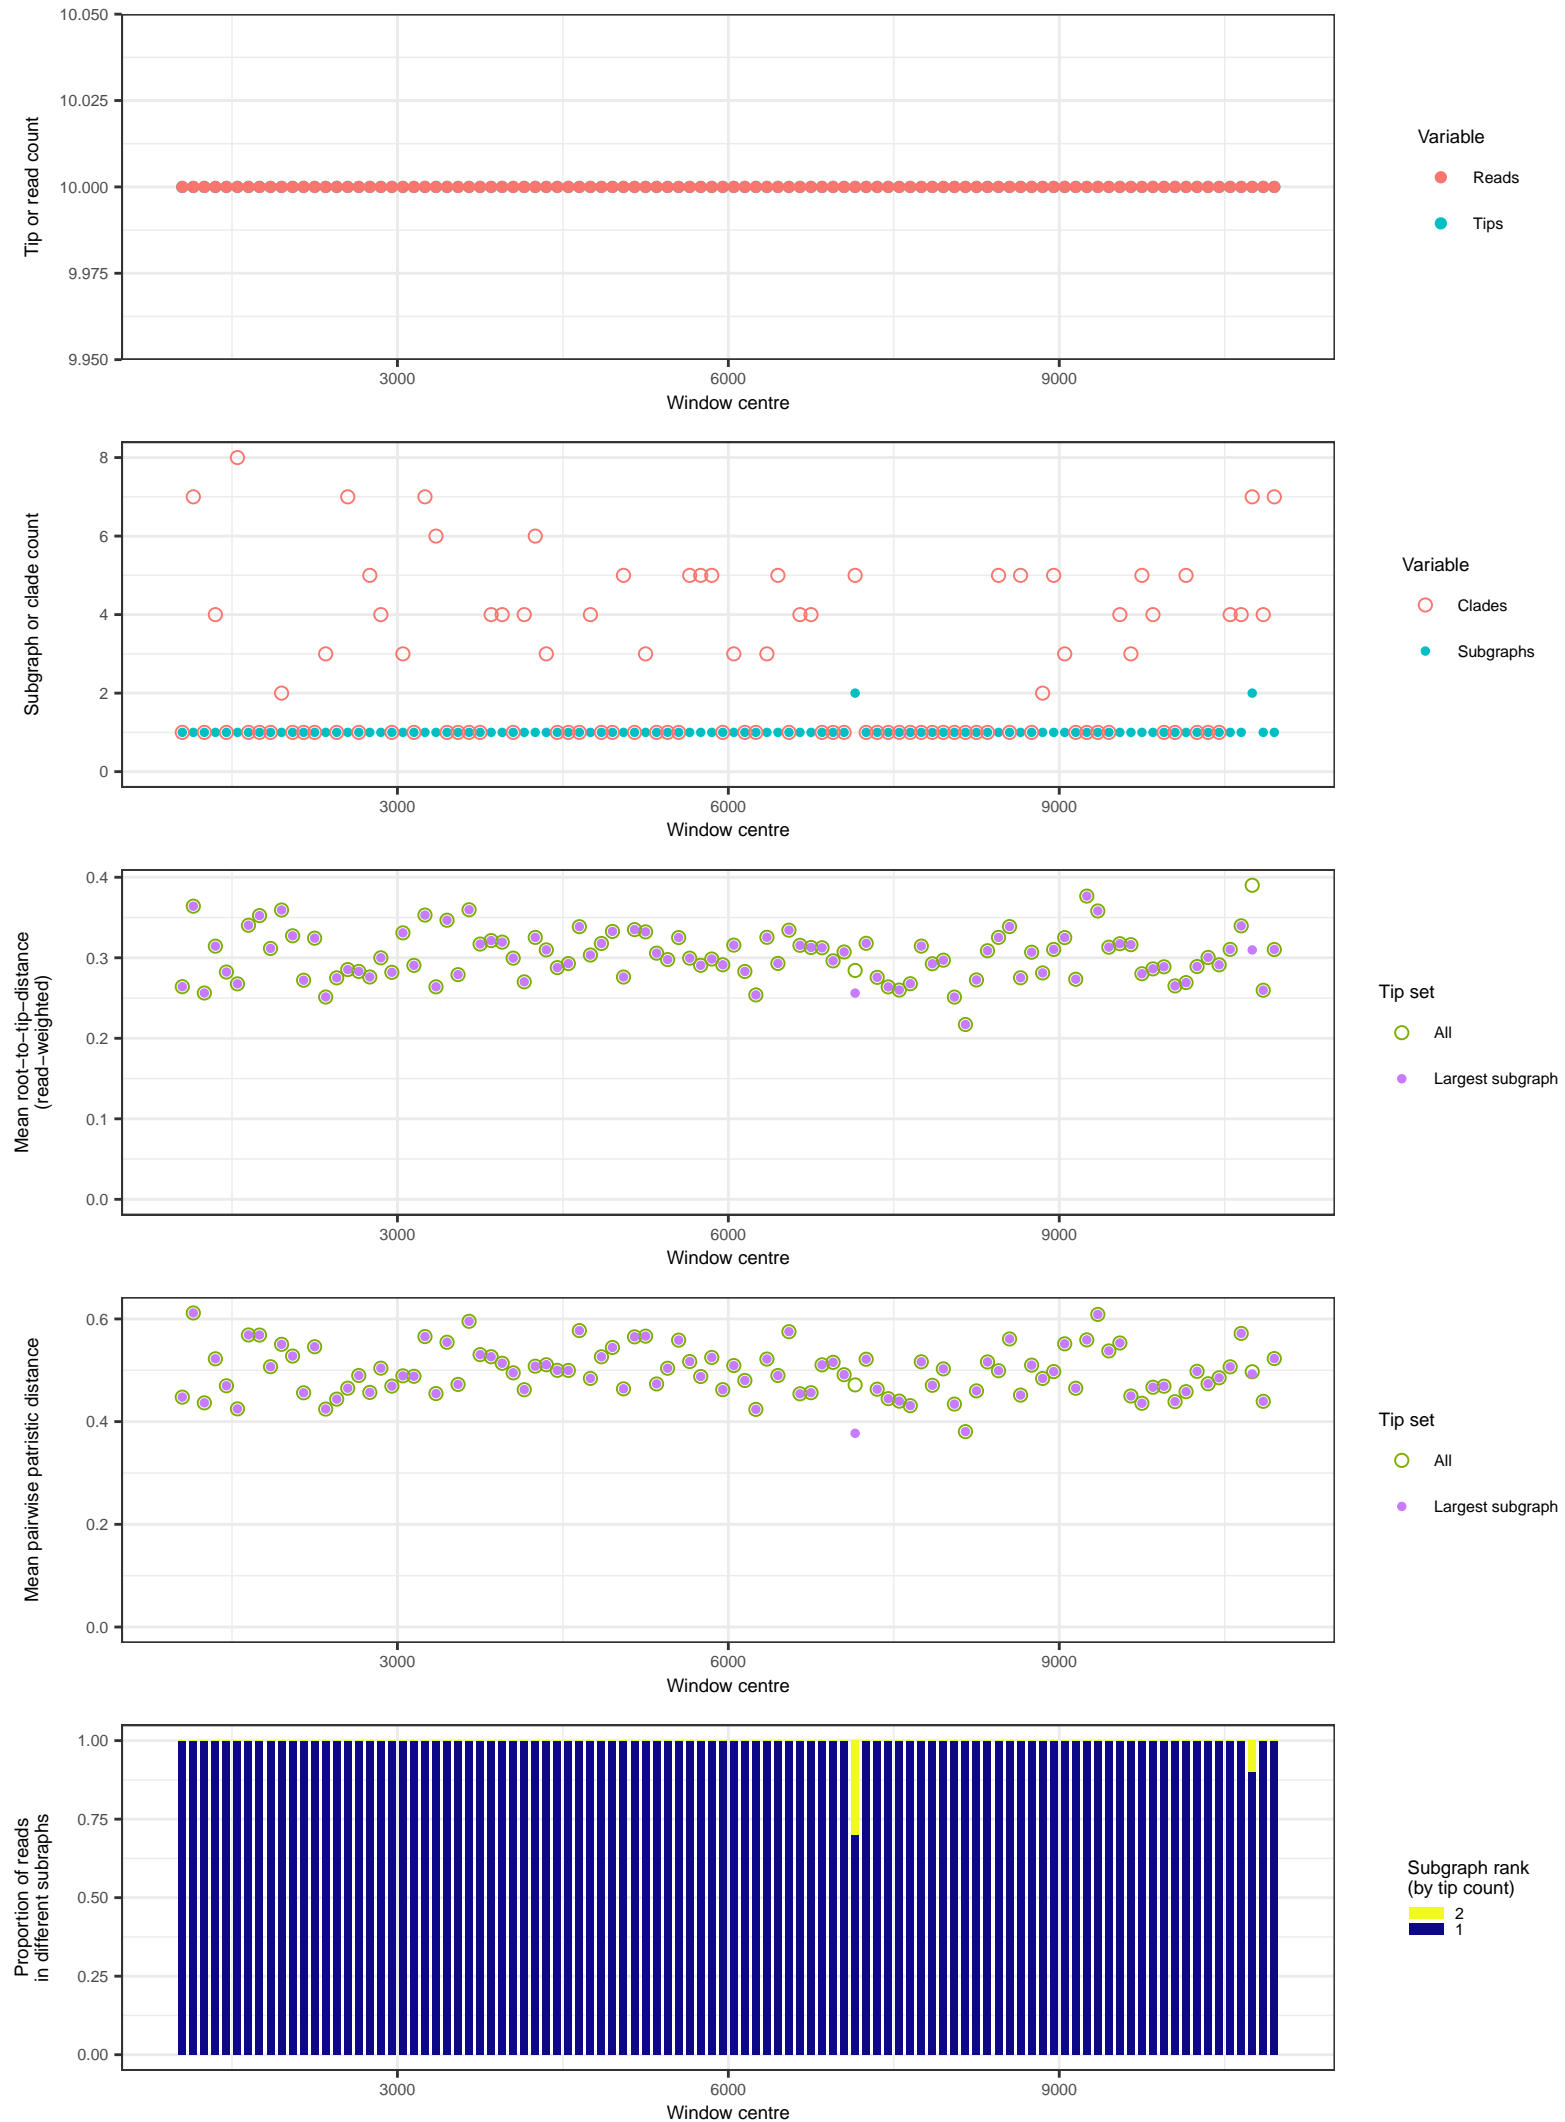 10.050
10.025
10.000
9.975
9.950
Tip or read count
3000
6000
9000
Window centre
Variable
Reads
Tips
8
6
4
2
0
Subgraph or clade count
3000
6000
9000
Window centre
Variable
Clades
Subgraphs
0.4
0.3
0.2
0.1
0.0
Mean root−to−tip−distance
(read−weighted)
3000
6000
9000
Window centre
Tip set
All
Largest subgraph
0.6
0.4
0.2
0.0
Mean pairwise patristic distance
3000
6000
9000
Window centre
Tip set
All
Largest subgraph
1.00
0.75
0.50
0.25
0.00
Proportion of reads
in different subraphs
3000
6000
9000
Window centre
Subgraph rank
(by tip count)
2
1